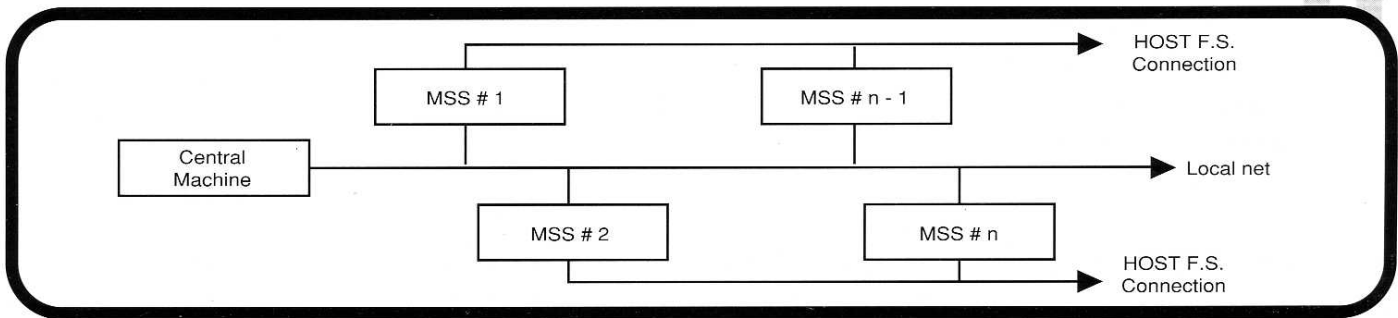 HOST F.S.
Connection
MSS # 1
MSS # n - 1
Central
Machine
Local net
MSS # 2
MSS # n
HOST F.S.
Connection